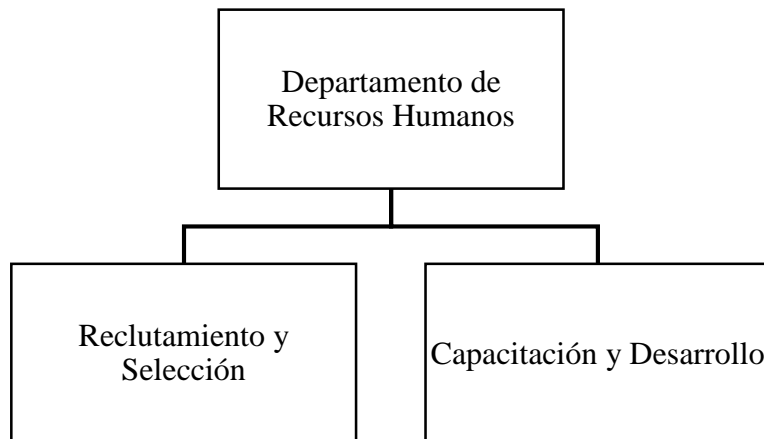 Departamento de
Recursos Humanos
Reclutamiento y
Selección
Capacitación y Desarrollo